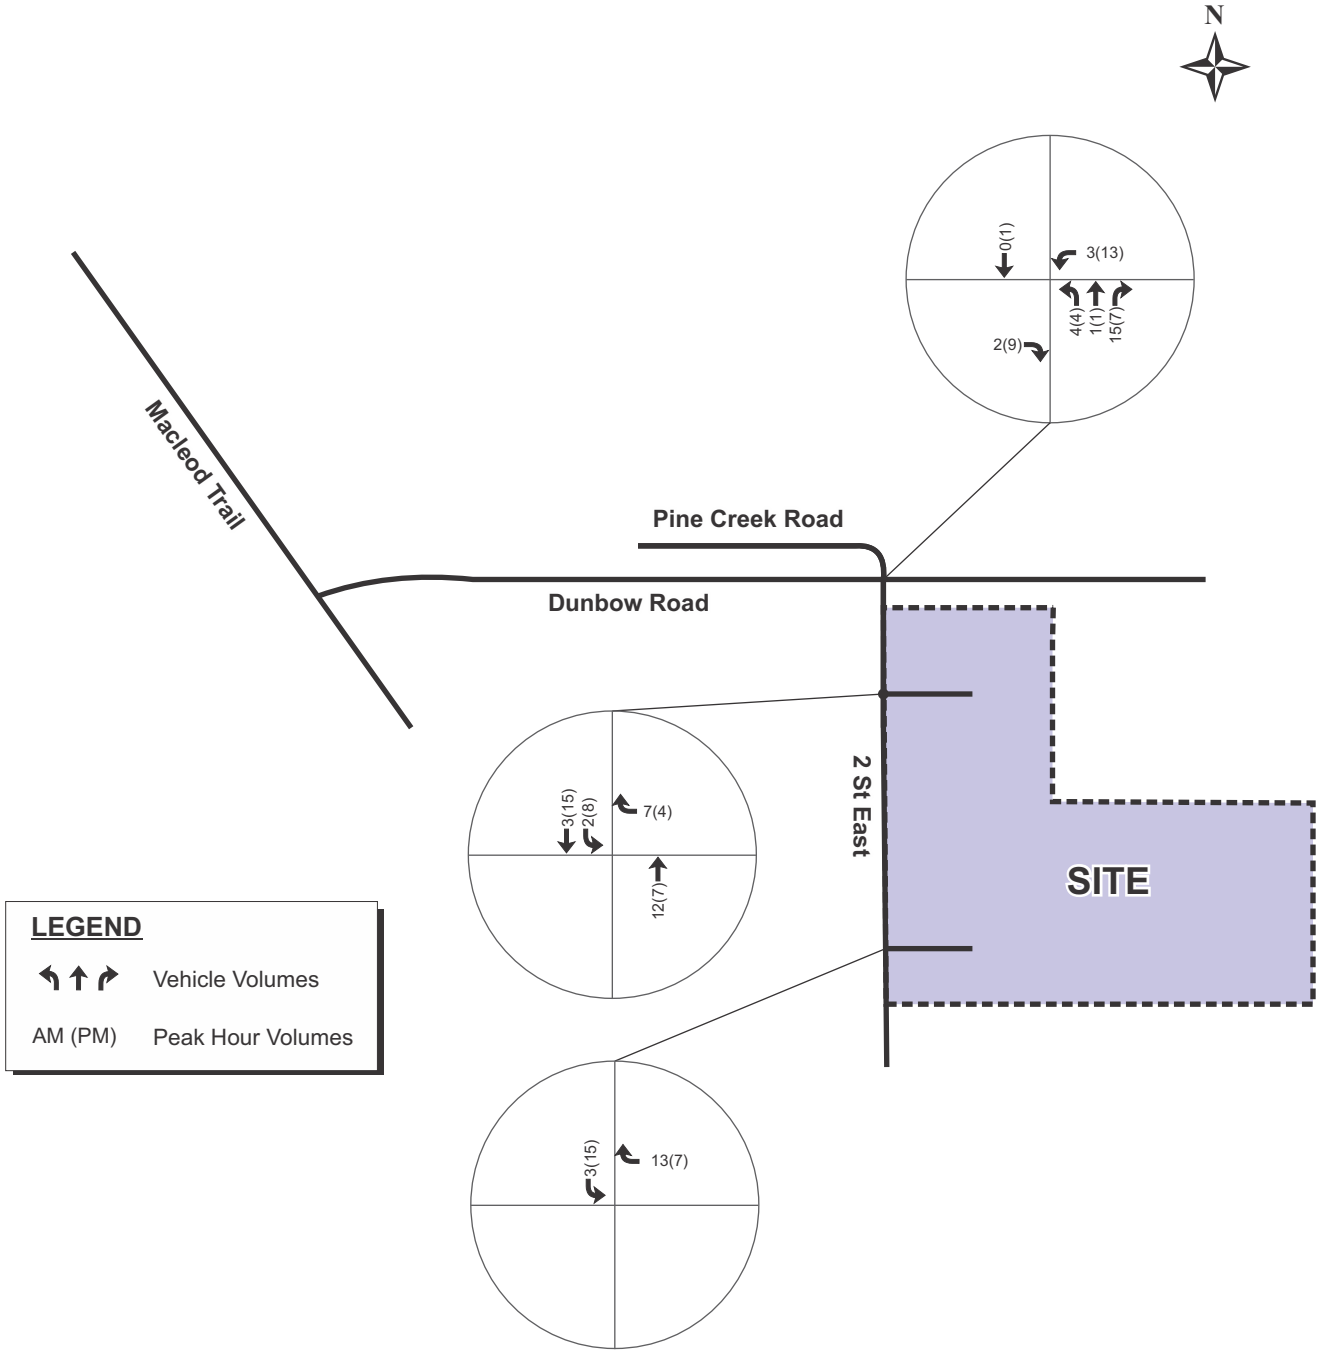 N
0(1)
3(13)
4(4)
1(1)
15(7)
2(9)
Macleod Trail
Pine Creek Road
Dunbow Road
2 St East
3(15)
2(8)
7(4)
12(7)
SITE
LEGEND
Vehicle Volumes
AM (PM) Peak Hour Volumes
3(15)
13(7)